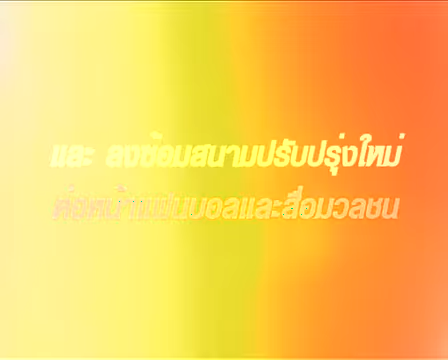 และ ลงซ้อมสนามปรับปรุงใหม่
ต่อหน้าแฟนบอลและสื่อมวลชน